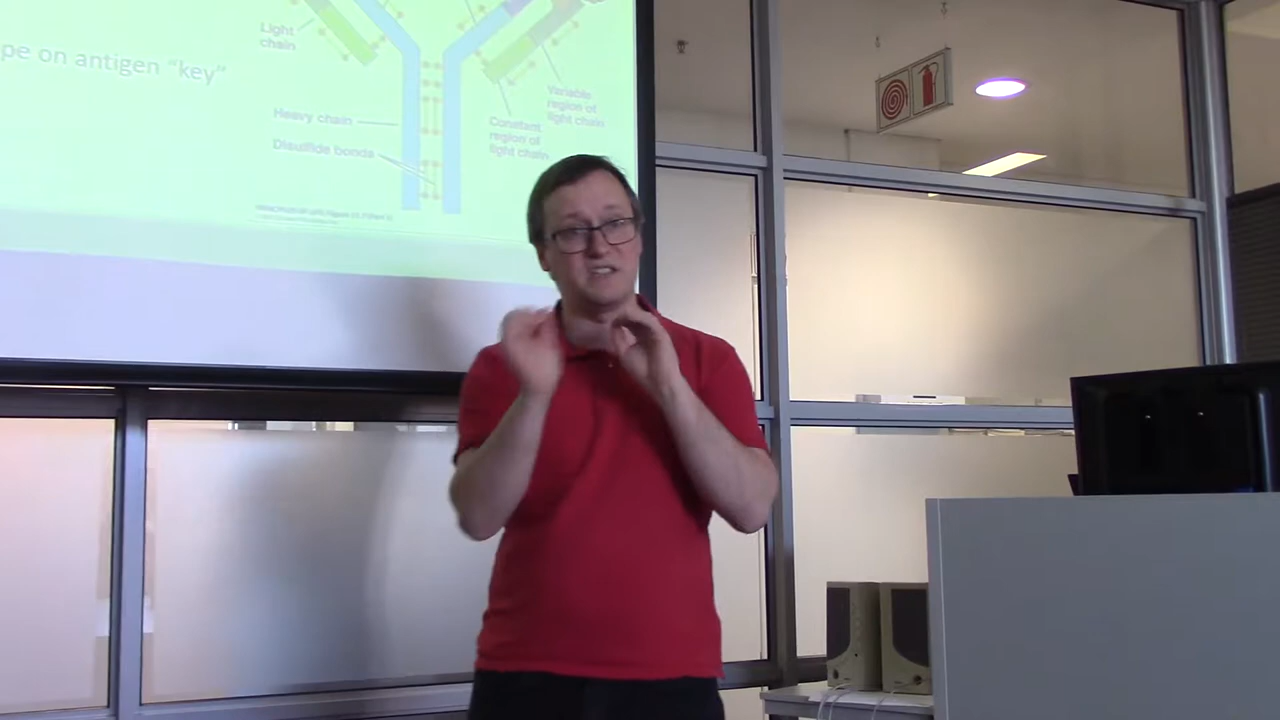 Light
chain
pe on antigen "key"
Variable
region of
light chain
Heavy chain
Constant
region of
light chain
Disulfide bonds